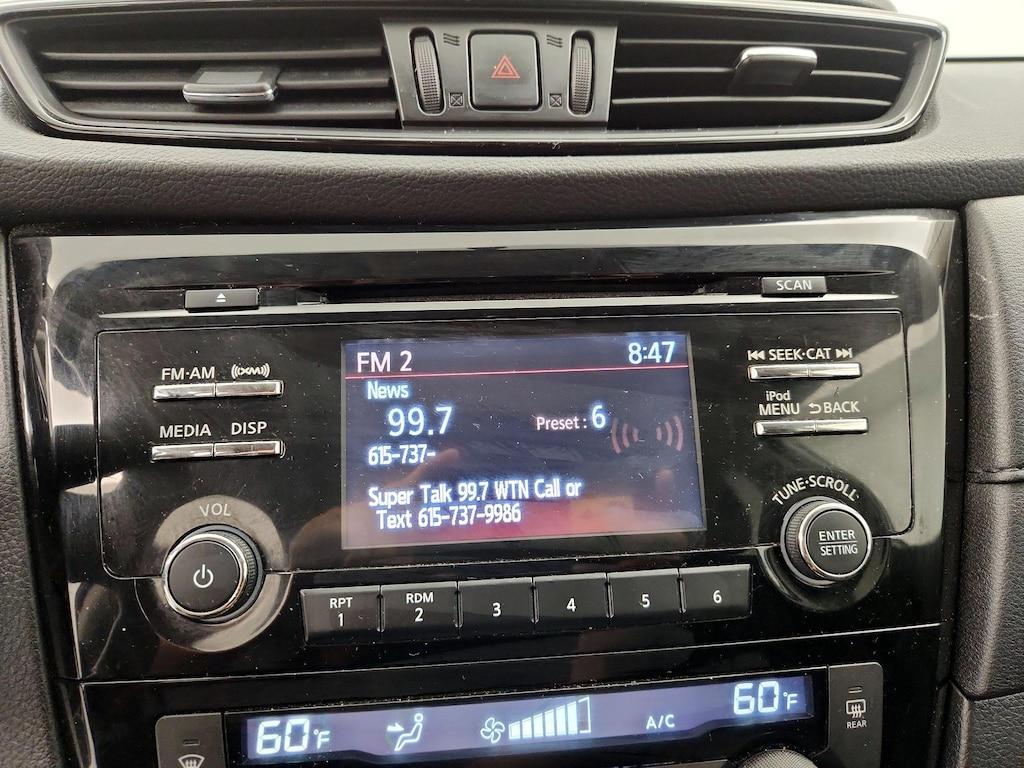 SCAN
FM·AM
(XM)
SEEK·CAT
MEDIA
DISP
iPod
MENU
BACK
FM 2
8:47
News
99.7
Preset: 6
615-737-
Super Talk 99.7 WTN Call or
Text 615-737-9986
VOL
TUNE·SCROLL
ENTER
SETTING
RPT
1
RDM
2
3
4
5
6
60°F
A/C
60°F
REAR